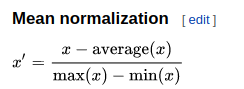 Mean normalization [ edit ]
x′ = (x − average(x)) / (max(x) − min(x))